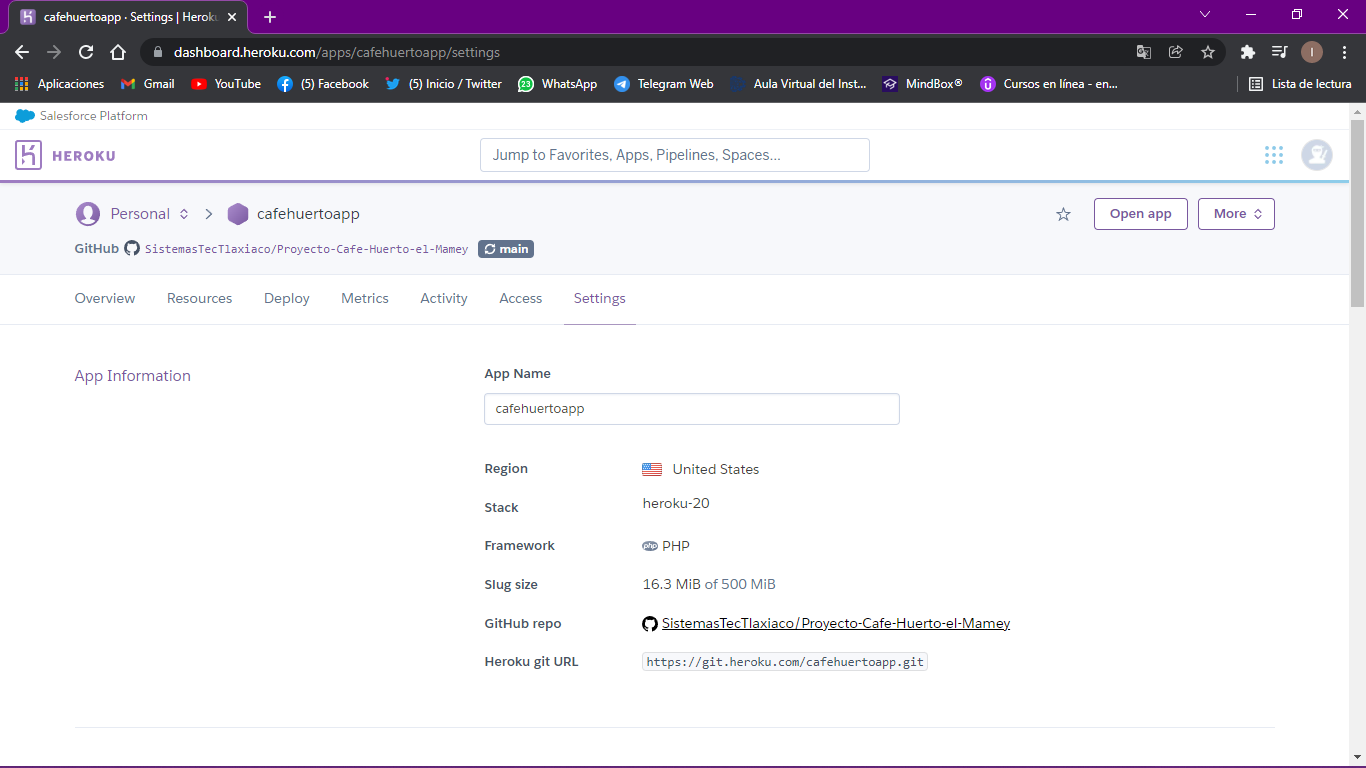 cafehuertoapp · Settings | Heroku
dashboard.heroku.com/apps/cafehuertoapp/settings
I
Aplicaciones
Gmail
YouTube
(5) Facebook
(5) Inicio / Twitter
23
WhatsApp
Telegram Web
Aula Virtual del Inst...
MindBox®
Cursos en línea - en...
Lista de lectura
Salesforce Platform
HEROKU
Jump to Favorites, Apps, Pipelines, Spaces...
Personal
cafehuertoapp
Open app
More
GitHub SistemasTecTlaxiaco/Proyecto-Cafe-Huerto-el-Mamey main
Overview
Resources
Deploy
Metrics
Activity
Access
Settings
App Information
App Name
cafehuertoapp
Region United States
Stack heroku-20
Framework php PHP
Slug size 16.3 MiB of 500 MiB
GitHub repo SistemasTecTlaxiaco/Proyecto-Cafe-Huerto-el-Mamey
Heroku git URL https://git.heroku.com/cafehuertoapp.git